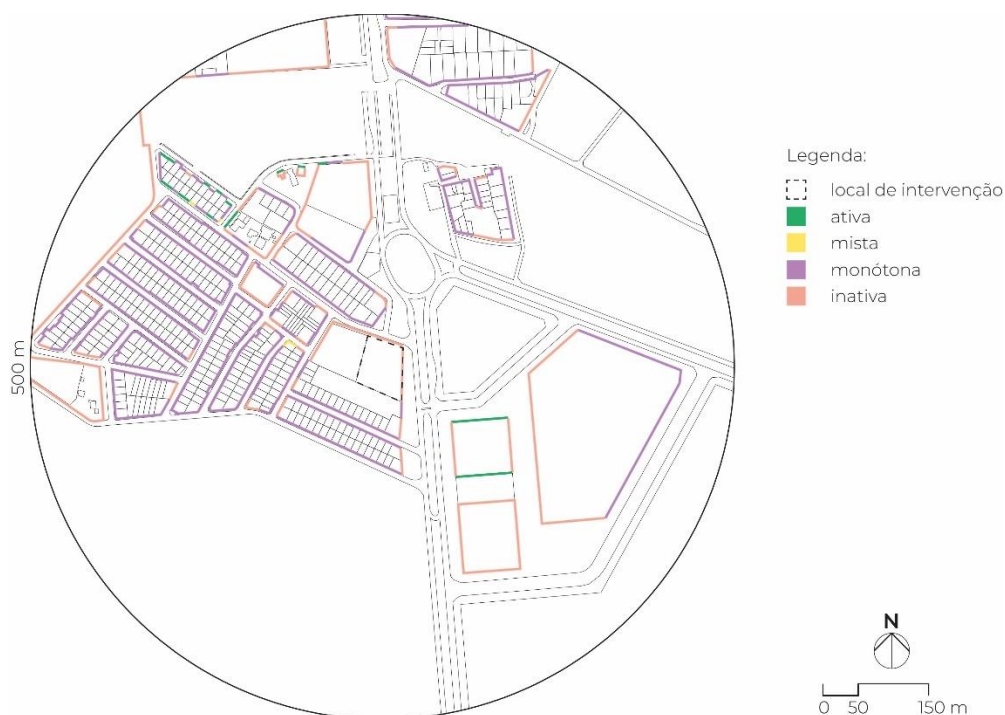 Legenda:
local de intervenção
ativa
mista
monótona
inativa
500 m
N
0 50 150 m